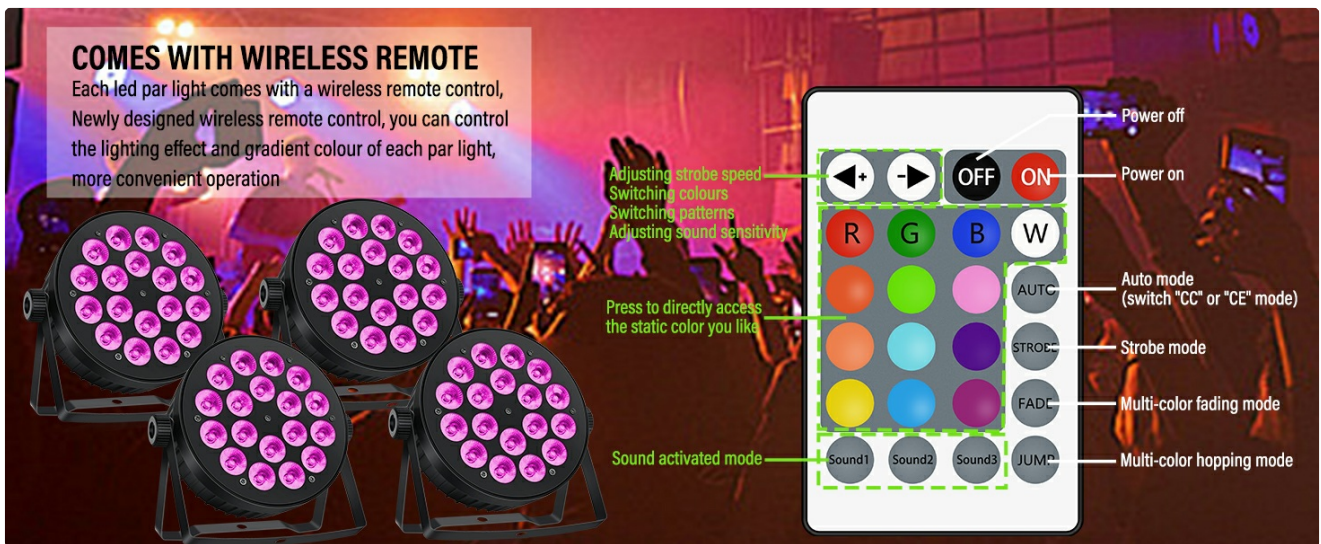 COMES WITH WIRELESS REMOTE
Each led par light comes with a wireless remote control,
Newly designed wireless remote control, you can control
the lighting effect and gradient colour of each par light,
more convenient operation
Adjusting strobe speed
Switching colours
Switching patterns
Adjusting sound sensitivity
Press to directly access
the static color you like
Sound activated mode
+ - OFF ON
R G B W
AUTO
STROBE
FADE
Sound1 Sound2 Sound3 JUMP
Power off
Power on
Auto mode
(switch "CC" or "CE" mode)
Strobe mode
Multi-color fading mode
Multi-color hopping mode